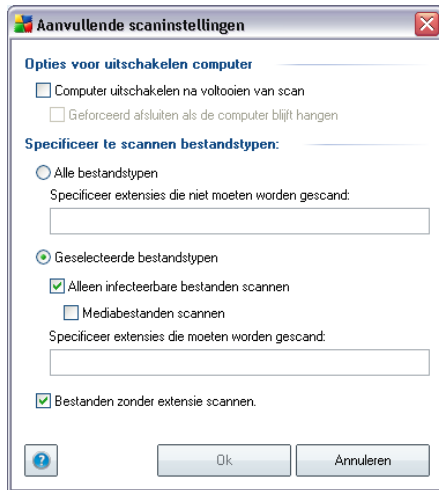 Aanvullende scaninstellingen
Opties voor uitschakelen computer
Computer uitschakelen na voltooien van scan
Geforceerd afsluiten als de computer blijft hangen
Specificeer te scannen bestandstypen:
Alle bestandstypen
Specificeer extensies die niet moeten worden gescand:
Geselecteerde bestandstypen
Alleen infecteerbare bestanden scannen
Mediabestanden scannen
Specificeer extensies die moeten worden gescand:
Bestanden zonder extensie scannen.
? Ok Annuleren